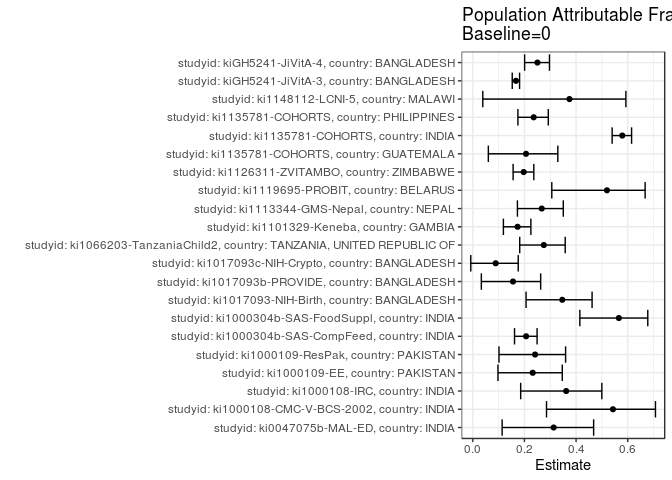 Population Attributable Fra
Baseline=0
studyid: kiGH5241-JiVitA-4, country: BANGLADESH
studyid: kiGH5241-JiVitA-3, country: BANGLADESH
studyid: ki1148112-LCNI-5, country: MALAWI
studyid: ki1135781-COHORTS, country: PHILIPPINES
studyid: ki1135781-COHORTS, country: INDIA
studyid: ki1135781-COHORTS, country: GUATEMALA
studyid: ki1126311-ZVITAMBO, country: ZIMBABWE
studyid: ki1119695-PROBIT, country: BELARUS
studyid: ki1113344-GMS-Nepal, country: NEPAL
studyid: ki1101329-Keneba, country: GAMBIA
studyid: ki1066203-TanzaniaChild2, country: TANZANIA, UNITED REPUBLIC OF
studyid: ki1017093c-NIH-Crypto, country: BANGLADESH
studyid: ki1017093b-PROVIDE, country: BANGLADESH
studyid: ki1017093-NIH-Birth, country: BANGLADESH
studyid: ki1000304b-SAS-FoodSuppl, country: INDIA
studyid: ki1000304b-SAS-CompFeed, country: INDIA
studyid: ki1000109-ResPak, country: PAKISTAN
studyid: ki1000109-EE, country: PAKISTAN
studyid: ki1000108-IRC, country: INDIA
studyid: ki1000108-CMC-V-BCS-2002, country: INDIA
studyid: ki0047075b-MAL-ED, country: INDIA
0.0 0.2 0.4 0.6
Estimate